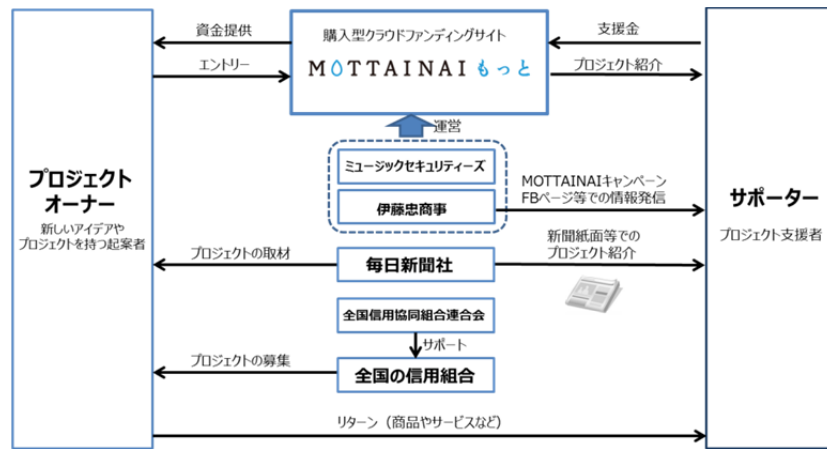 資金提供
購入型クラウドファンディングサイト
支援金
エントリー
MOTTAINAI もっと
プロジェクト紹介
運営
ミュージックセキュリティーズ
プロジェクト
オーナー
新しいアイデアや
プロジェクトを持つ起案者
伊藤忠商事
MOTTAINAIキャンペーン
FBページ等での情報発信
サポーター
プロジェクト支援者
プロジェクトの取材
毎日新聞社
新聞紙面等での
プロジェクト紹介
全国信用協同組合連合会
サポート
プロジェクトの募集
全国の信用組合
リターン（商品やサービスなど）